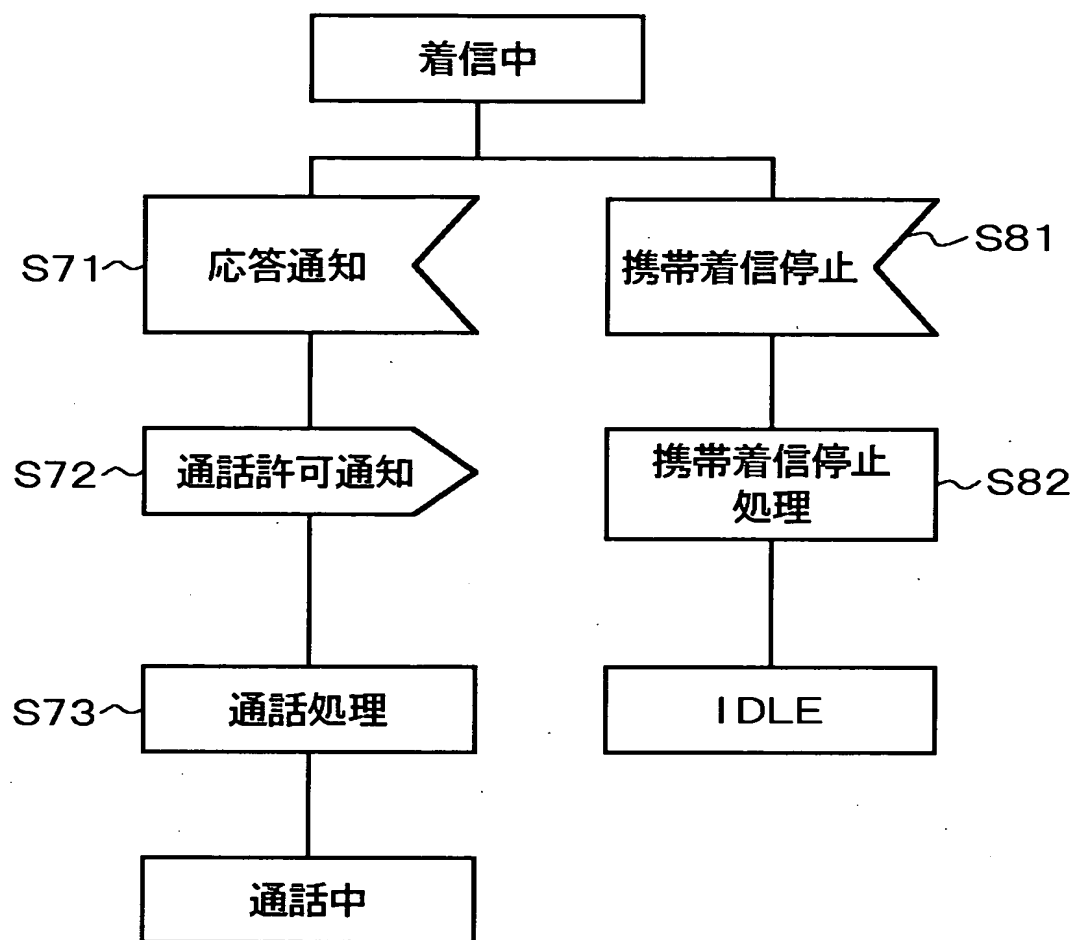 着信中
S71
応答通知
携帯着信停止
S81
S72
通話許可通知
携帯着信停止
処理
S82
S73
通話処理
IDLE
通話中